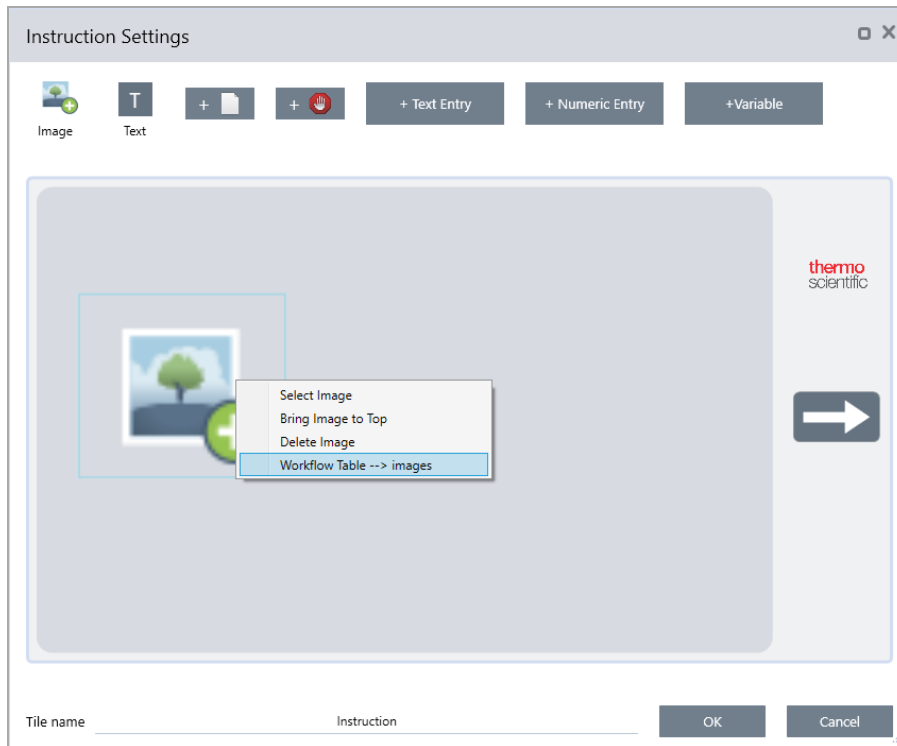 Instruction Settings
Image
T
Text
+
+
+ Text Entry
+ Numeric Entry
+Variable
thermo
scientific
Select Image
Bring Image to Top
Delete Image
Workflow Table --> images
Tile name
Instruction
OK
Cancel